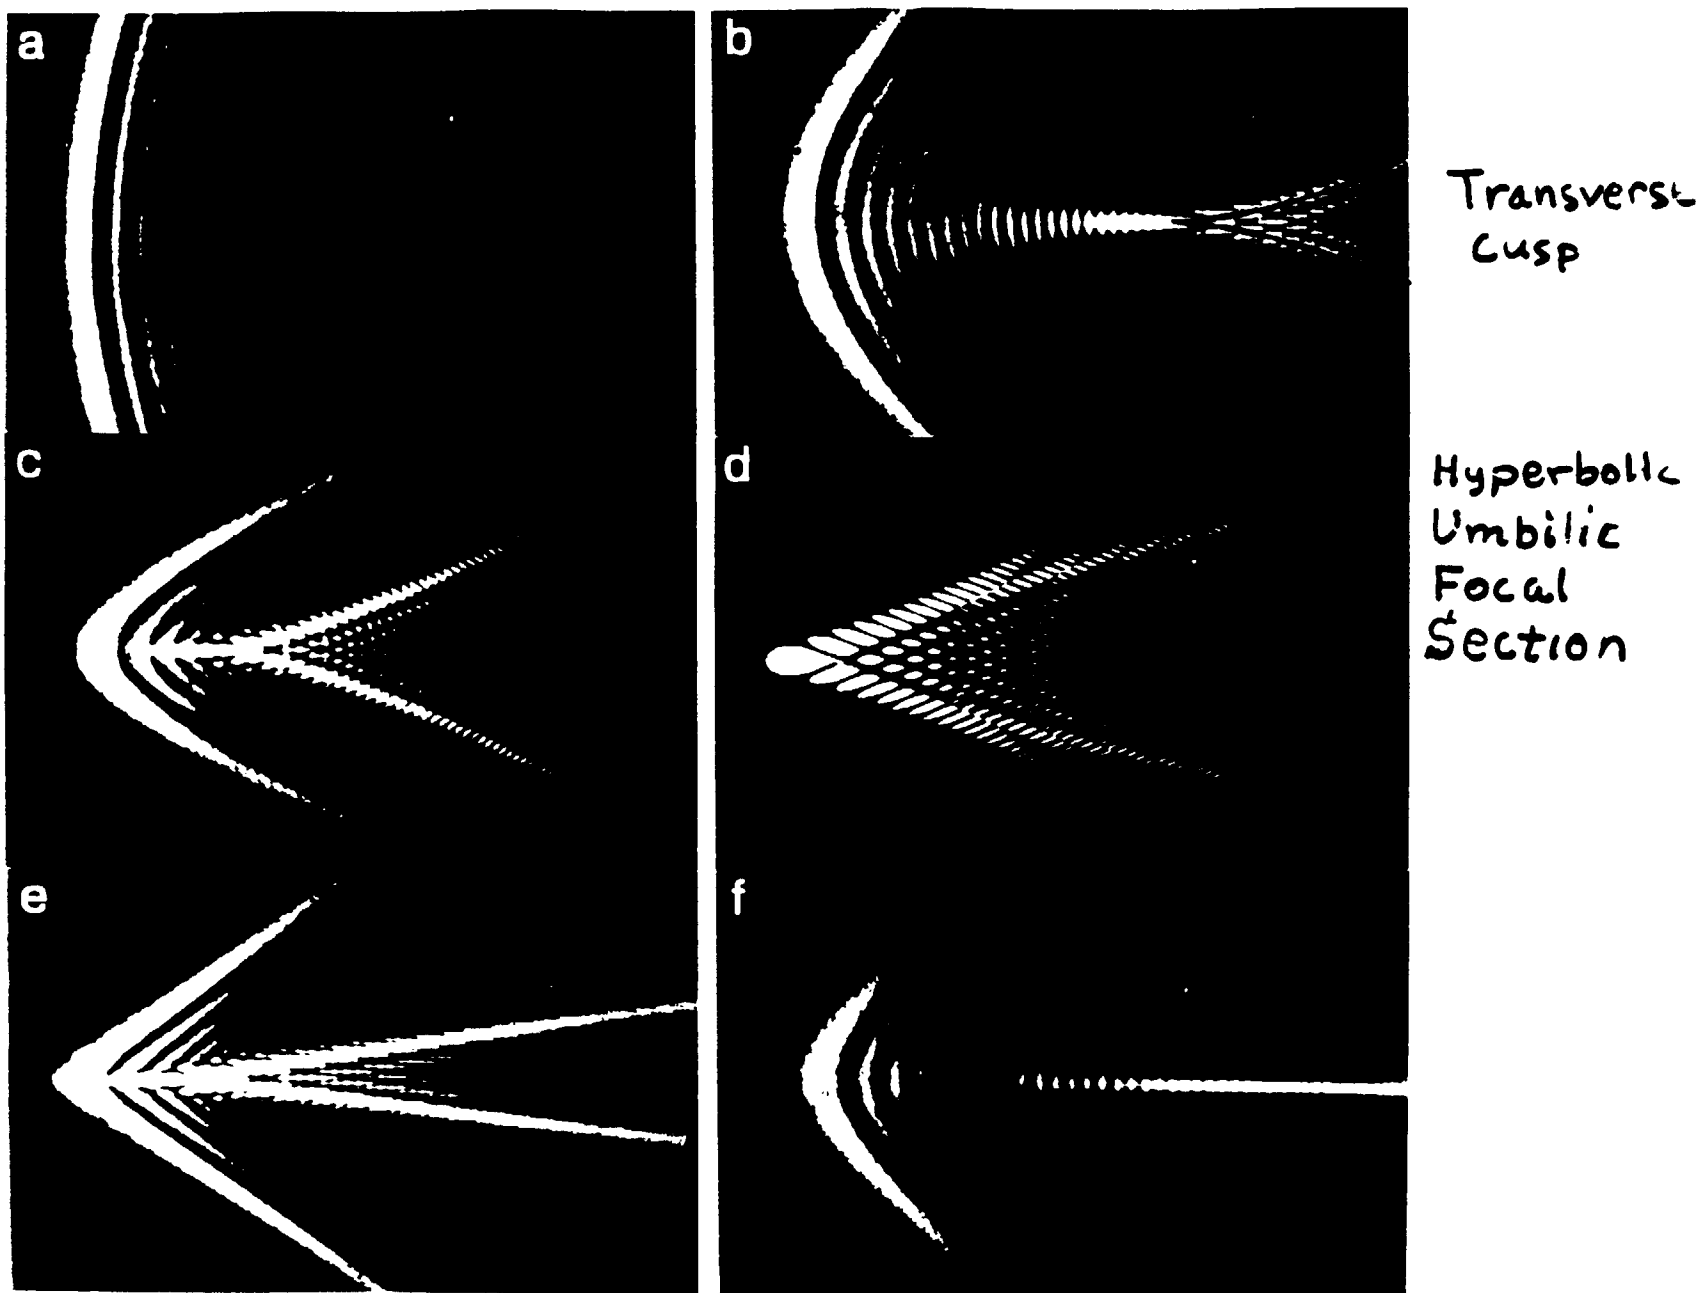 a
b
Transverse
cusp
c
d
Hyperbolic
Umbilic
Focal
Section
e
f